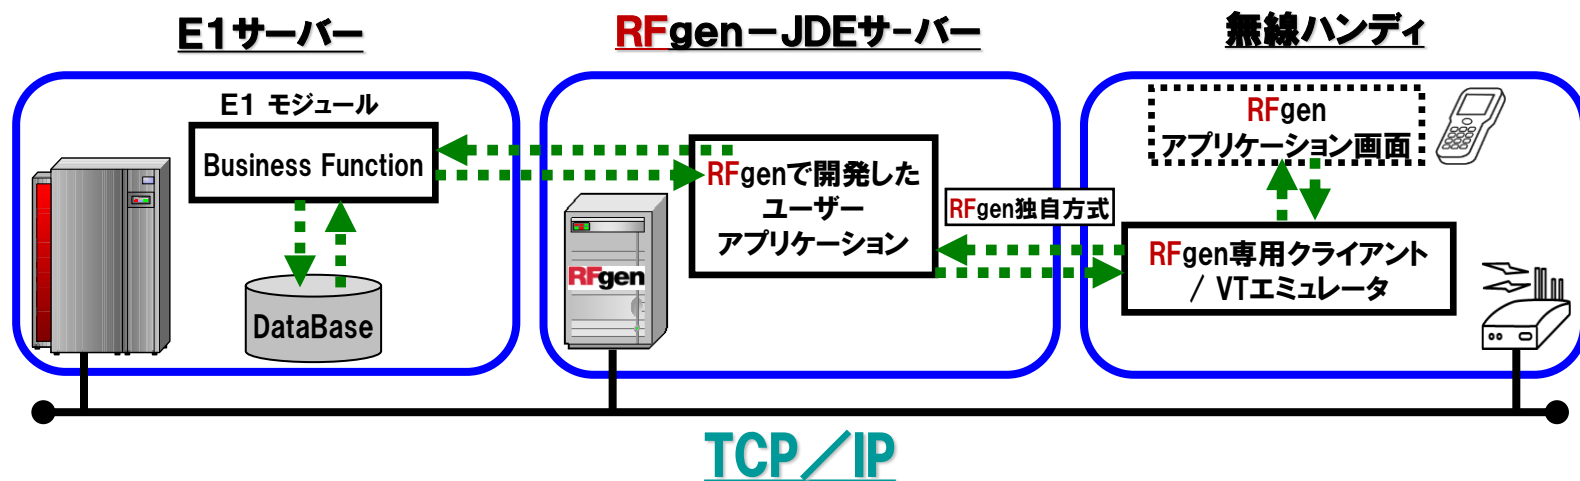 E1サーバー
RFgen－JDEサーバー
無線ハンディ
E1 モジュール
Business Function
DataBase
RFgen
RFgenで開発した
ユーザー
アプリケーション
RFgen独自方式
RFgen
アプリケーション画面
RFgen専用クライアント
/ VTエミュレータ
TCP／IP